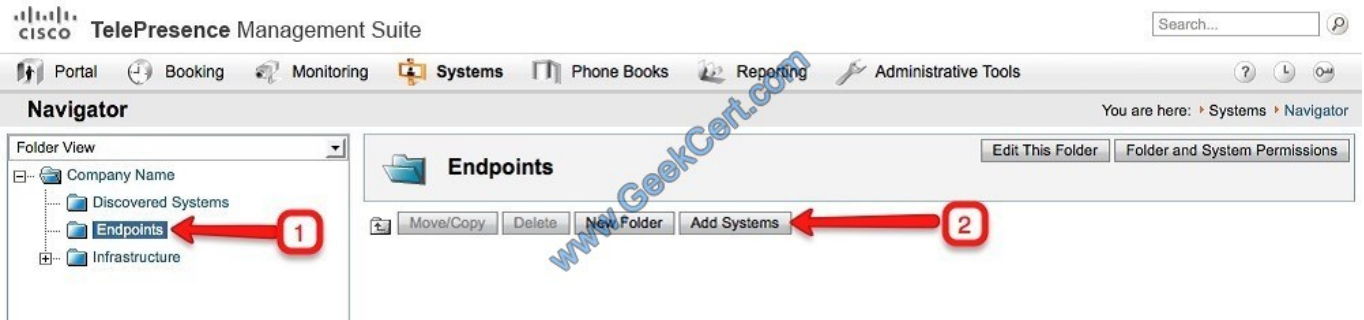 CISCO TelePresence Management Suite
Search...
Portal Booking Monitoring Systems Phone Books Reporting Administrative Tools ?
Navigator
You are here: Systems Navigator
Folder View
Company Name
Discovered Systems
Endpoints
Infrastructure
1
Endpoints
Edit This Folder Folder and System Permissions
Move/Copy Delete New Folder Add Systems
2
www.GeekCert.com